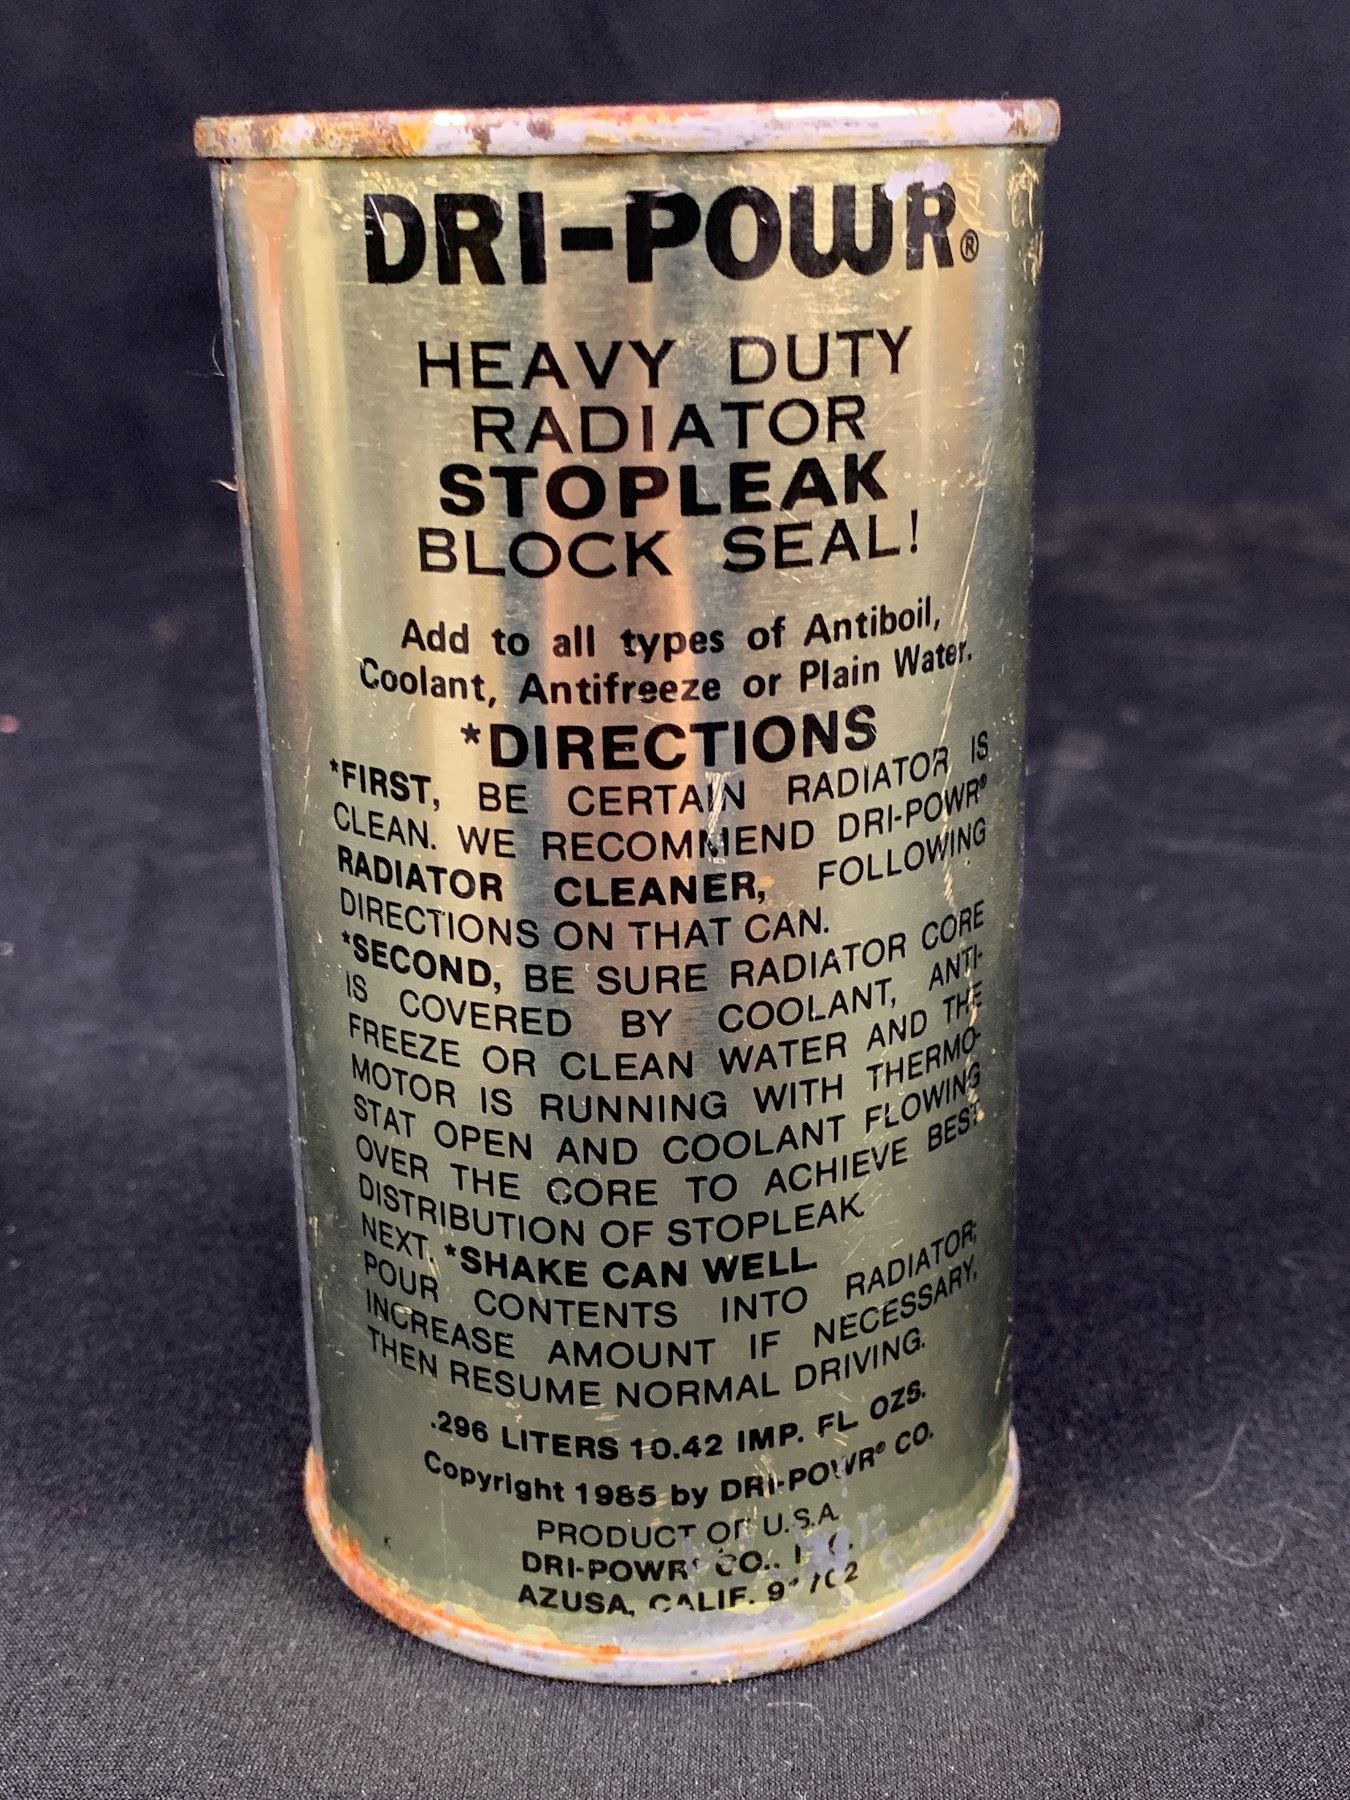 DRI-POWR®
HEAVY DUTY
RADIATOR
STOPLEAK
BLOCK SEAL!
Add to all types of Antiboil,
Coolant, Antifreeze or Plain Water.
*DIRECTIONS
*FIRST, BE CERTAIN RADIATOR IS
CLEAN. WE RECOMMEND DRI-POWR®
RADIATOR CLEANER, FOLLOWING
DIRECTIONS ON THAT CAN.
*SECOND, BE SURE RADIATOR CORE
IS COVERED BY COOLANT, ANTI-
FREEZE OR CLEAN WATER AND THE
MOTOR IS RUNNING WITH THERMO-
STAT OPEN AND COOLANT FLOWING
OVER THE CORE TO ACHIEVE BEST
DISTRIBUTION OF STOPLEAK.
NEXT, *SHAKE CAN WELL
POUR CONTENTS INTO RADIATOR;
INCREASE AMOUNT IF NECESSARY,
THEN RESUME NORMAL DRIVING.
.296 LITERS 10.42 IMP. FL OZS.
Copyright 1985 by DRI-POWR® CO.
PRODUCT OF U.S.A.
DRI-POWR® CO.,
AZUSA, CALIF.